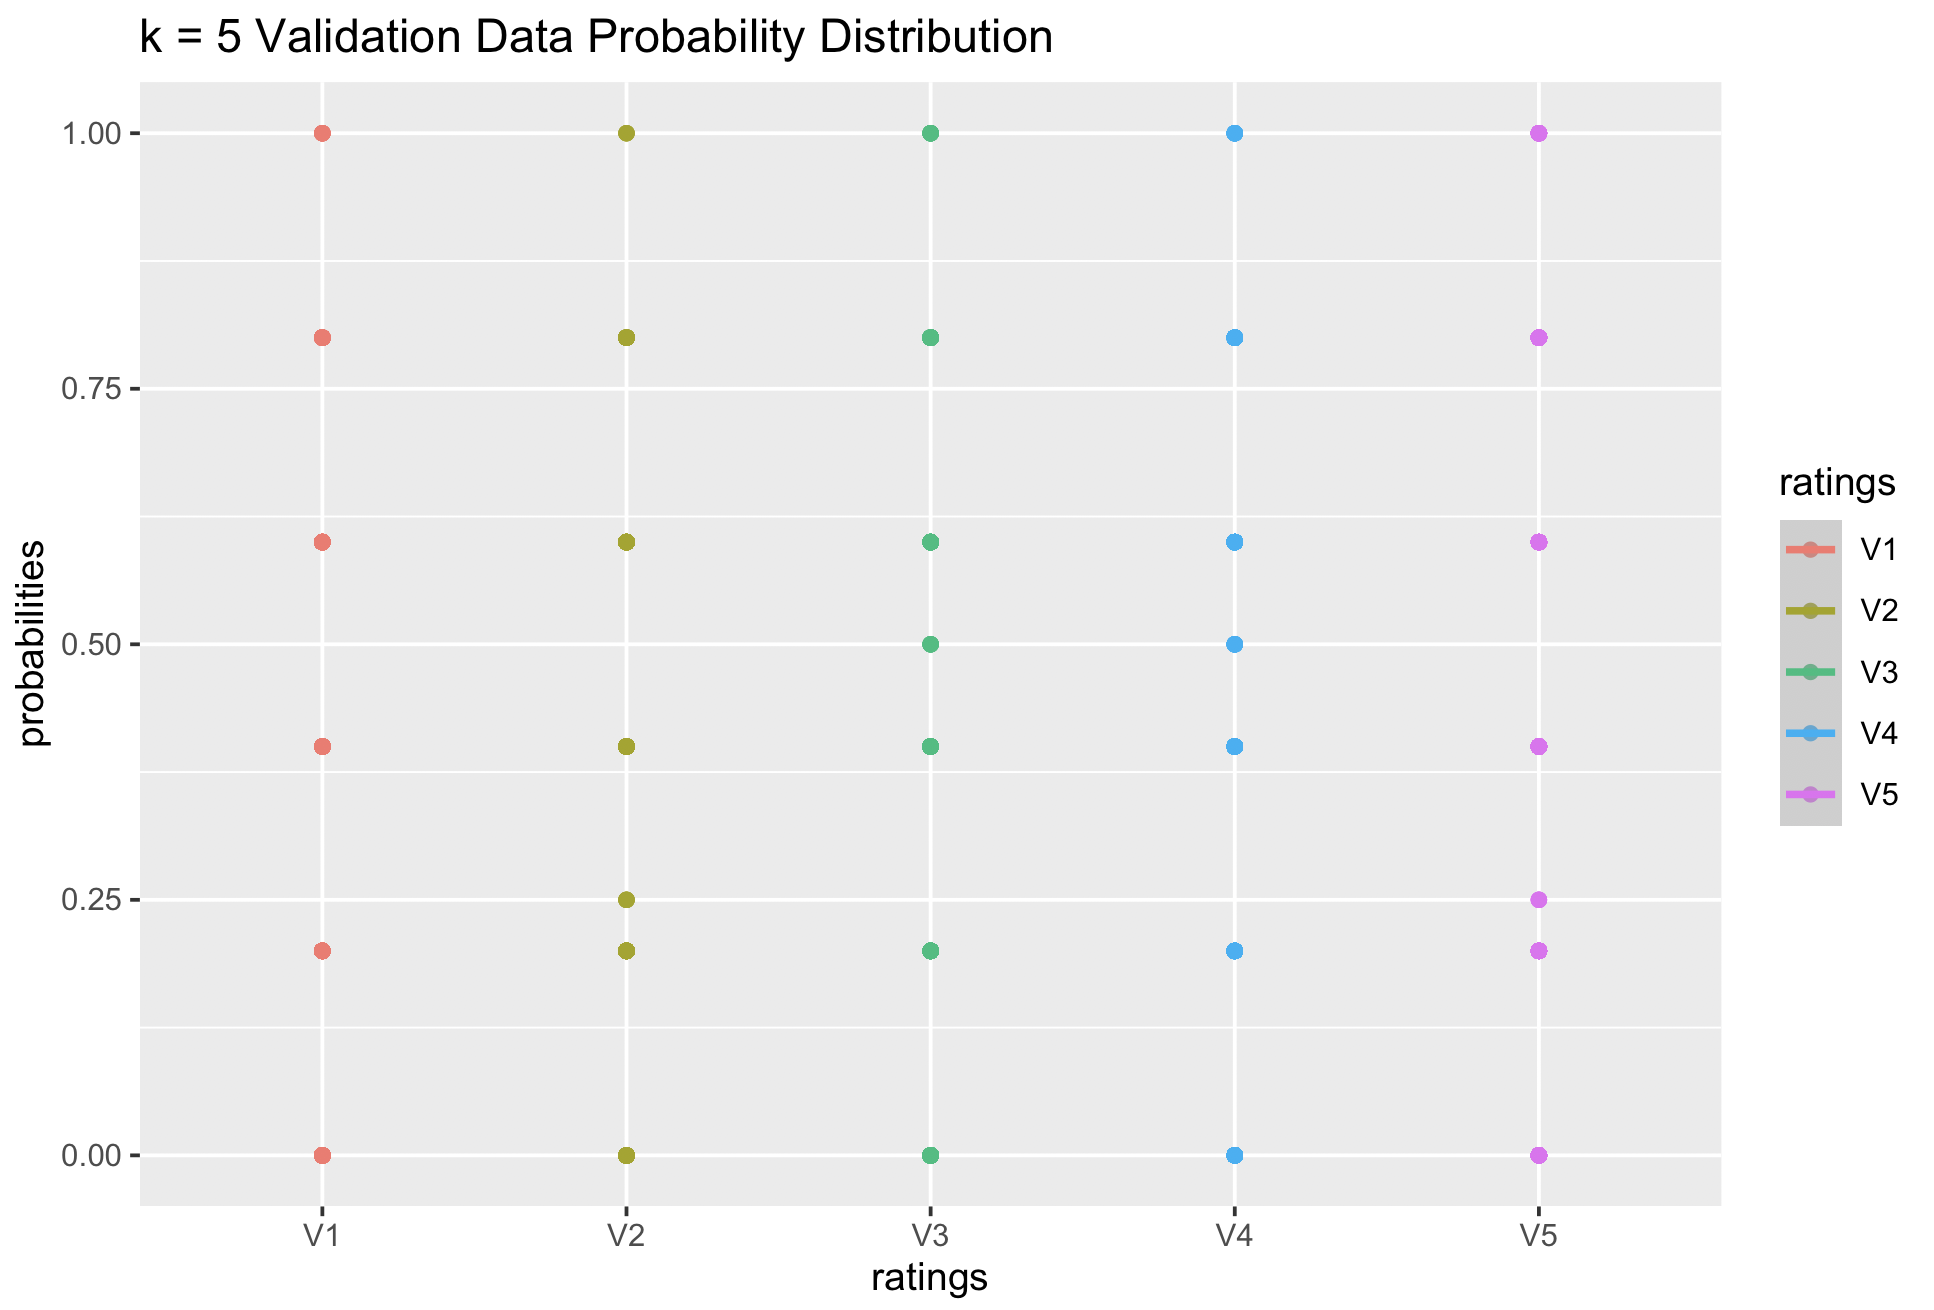 k = 5 Validation Data Probability Distribution
probabilities
1.00
0.75
0.50
0.25
0.00
V1 V2 V3 V4 V5
ratings
ratings
V1
V2
V3
V4
V5